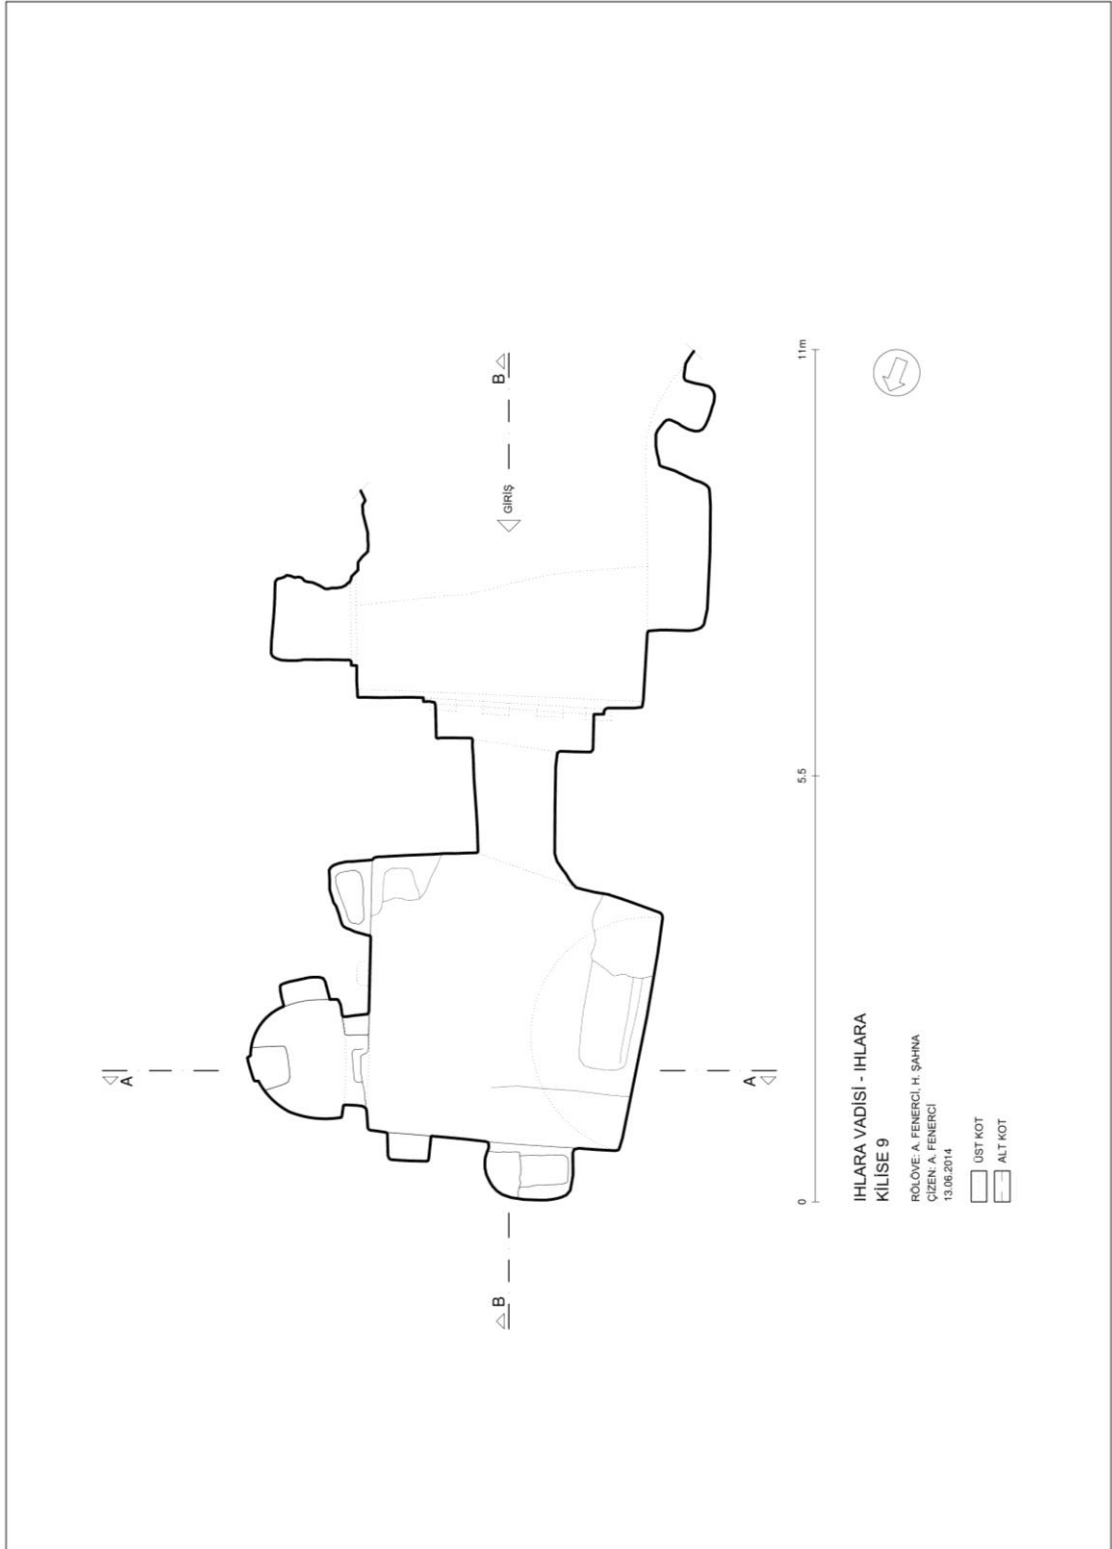 A
A
B
B
GİRİŞ
0
5.5
11m
IHLARA VADİSİ - IHLARA
KİLİSE 9
RÖLÖVE: A. FENERCİ, H. ŞAHNA
ÇİZEN: A. FENERCİ
13.06.2014
ÜST KOT
ALT KOT